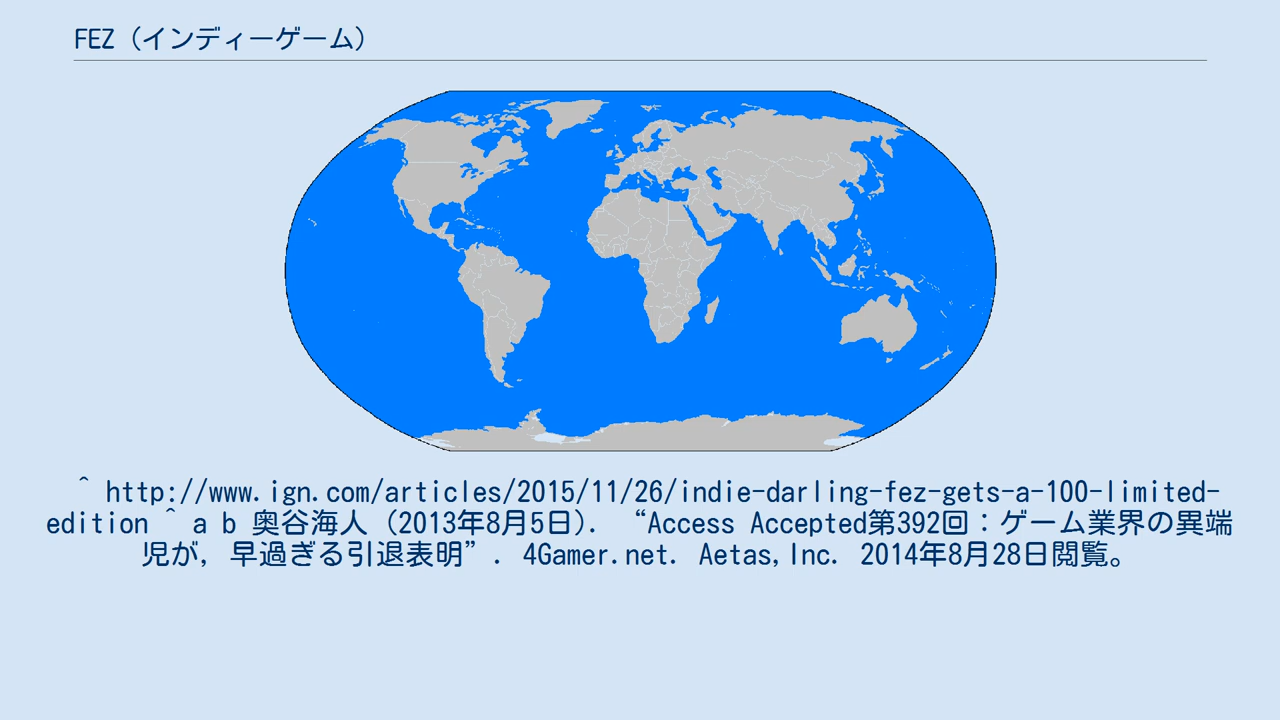 FEZ（インディーゲーム）
^ http://www.ign.com/articles/2015/11/26/indie-darling-fez-gets-a-100-limited-
edition ^ a b 奥谷海人（2013年8月5日）. “Access Accepted第392回：ゲーム業界の異端
児が，早過ぎる引退表明”. 4Gamer.net. Aetas,Inc. 2014年8月28日閲覧。